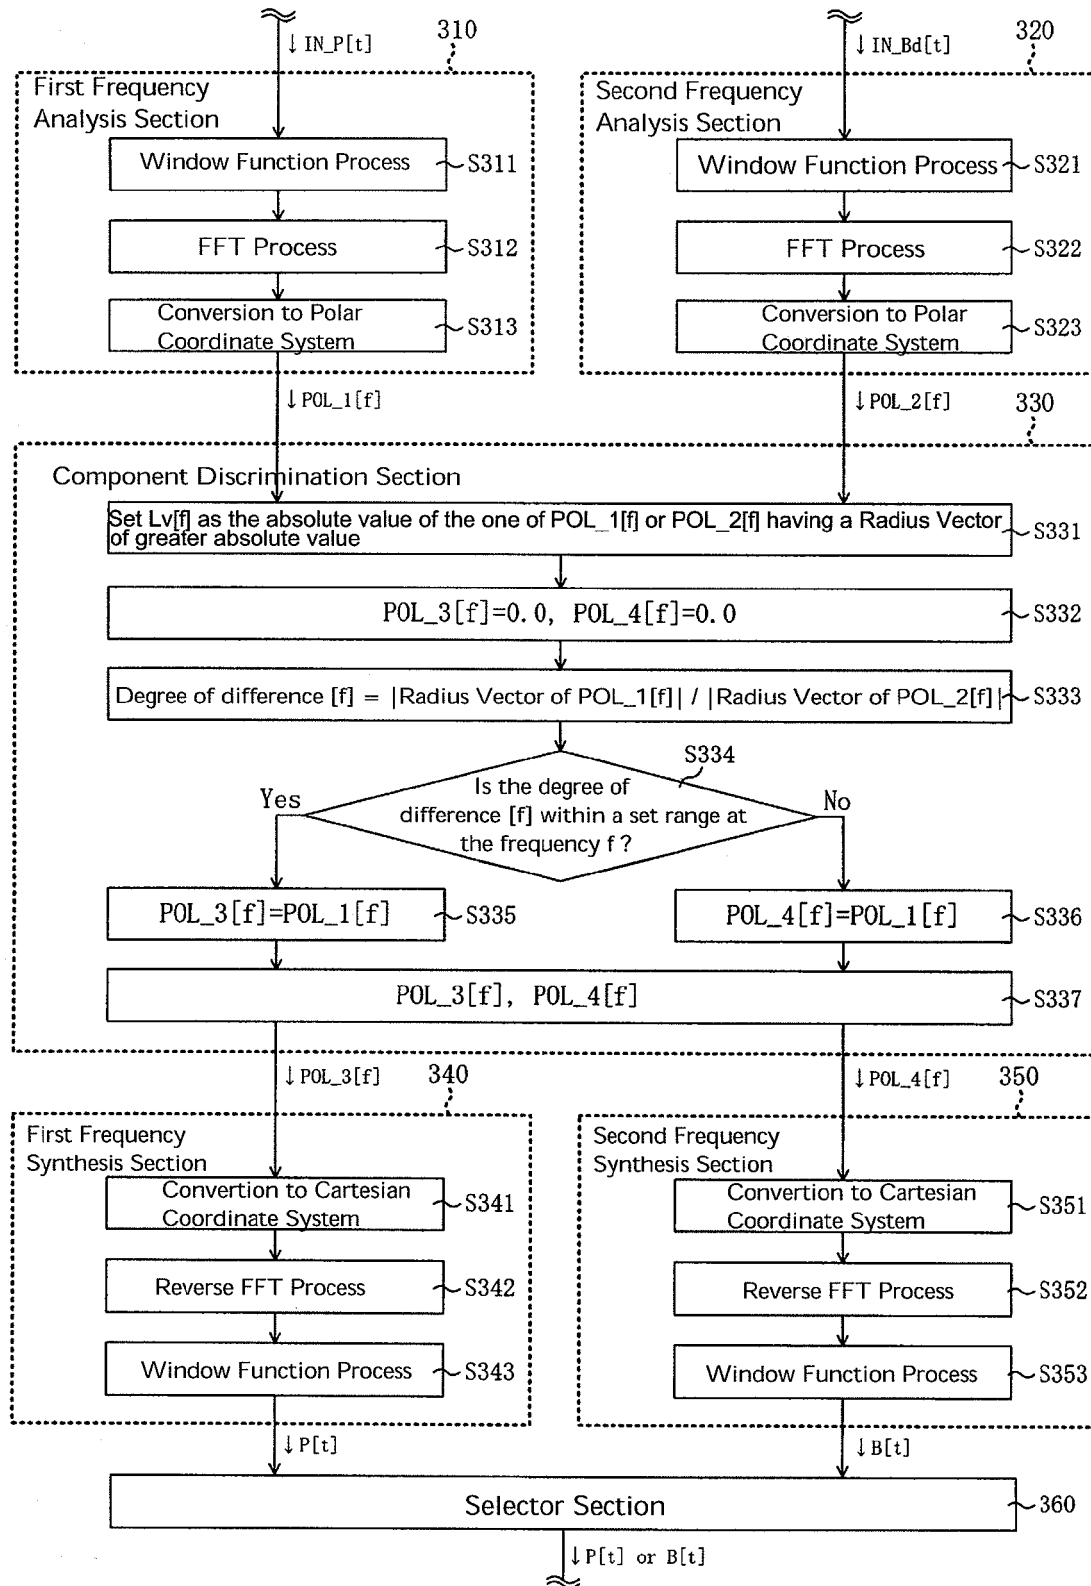 ↓IN_P[t]
310
↓IN_Bd[t]
320
First Frequency
Analysis Section
Window Function Process
S311
FFT Process
S312
Conversion to Polar
Coordinate System
S313
Second Frequency
Analysis Section
Window Function Process
S321
FFT Process
S322
Conversion to Polar
Coordinate System
S323
↓POL_1[f]
↓POL_2[f]
330
Component Discrimination Section
Set Lv[f] as the absolute value of the one of POL_1[f] or POL_2[f] having a Radius Vector
of greater absolute value
S331
POL_3[f]=0.0, POL_4[f]=0.0
S332
Degree of difference [f] = |Radius Vector of POL_1[f]| / |Radius Vector of POL_2[f]|
S333
S334
Is the degree of
difference [f] within a set range at
the frequency f ?
Yes
No
POL_3[f]=POL_1[f]
S335
POL_4[f]=POL_1[f]
S336
POL_3[f], POL_4[f]
S337
↓POL_3[f]
340
↓POL_4[f]
350
First Frequency
Synthesis Section
Convertion to Cartesian
Coordinate System
S341
Reverse FFT Process
S342
Window Function Process
S343
Second Frequency
Synthesis Section
Convertion to Cartesian
Coordinate System
S351
Reverse FFT Process
S352
Window Function Process
S353
↓P[t]
↓B[t]
Selector Section
360
↓P[t] or B[t]